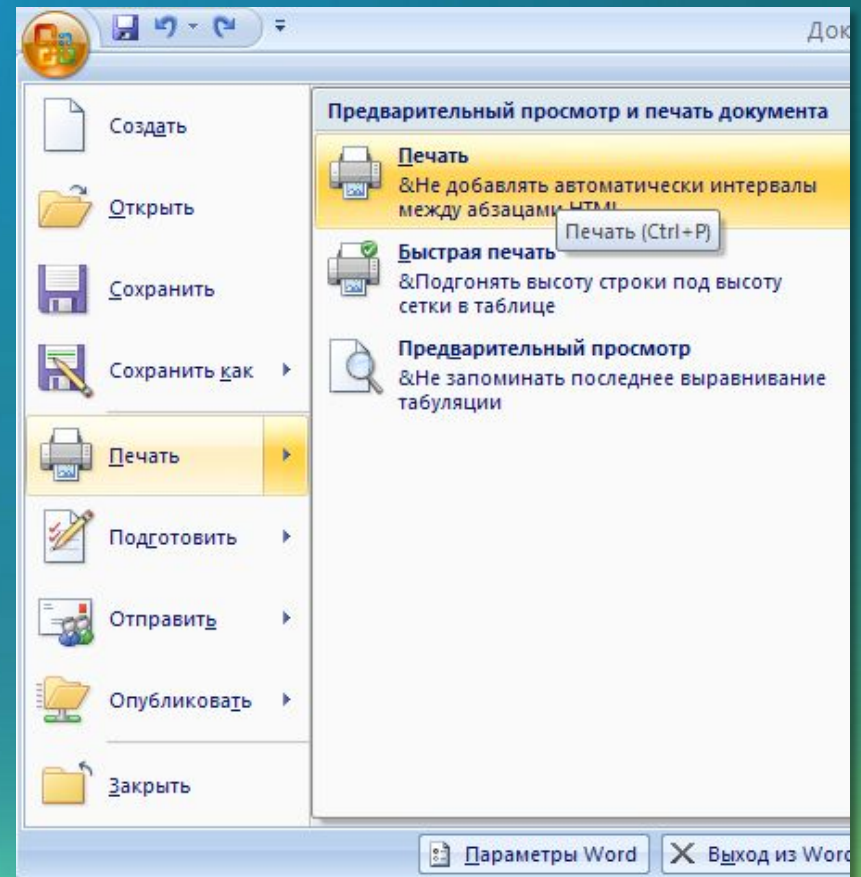 Док
Создать
Открыть
Сохранить
Сохранить как
Печать
Подготовить
Отправить
Опубликовать
Закрыть
Предварительный просмотр и печать документа
Печать
&Не добавлять автоматически интервалы
между абзацами HTML
Печать (Ctrl+P)
Быстрая печать
&Подгонять высоту строки под высоту
сетки в таблице
Предварительный просмотр
&Не запоминать последнее выравнивание
табуляции
Параметры Word
Выход из Word